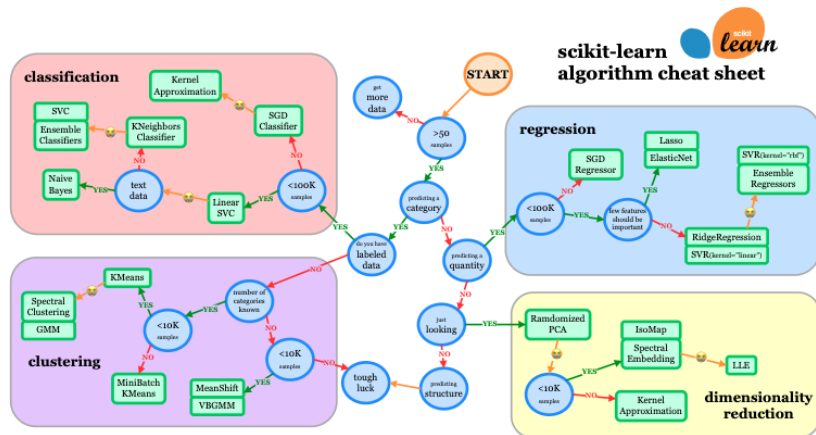 scikit
learn
scikit-learn
algorithm cheat sheet
START
get
more
data
NO
>50
samples
YES
predicting a
category
YES
NO
do you have
labeled
data
YES
NO
predicting a
quantity
YES
NO
just
looking
YES
NO
predicting
structure
tough
luck
classification
Kernel
Approximation
SGD
Classifier
NO
<100K
samples
YES
Linear
SVC
text
data
YES
Naive
Bayes
NO
KNeighbors
Classifier
SVC
Ensemble
Classifiers
clustering
number of
categories
known
YES
NO
<10K
samples
YES
KMeans
Spectral
Clustering
GMM
NO
MiniBatch
KMeans
<10K
samples
YES
MeanShift
VBGMM
NO
regression
<100K
samples
NO
SGD
Regressor
YES
few features
should be
important
YES
Lasso
ElasticNet
NO
RidgeRegression
SVR(kernel="linear")
SVR(kernel="rbf")
Ensemble
Regressors
dimensionality
reduction
Randomized
PCA
<10K
samples
YES
IsoMap
Spectral
Embedding
LLE
NO
Kernel
Approximation